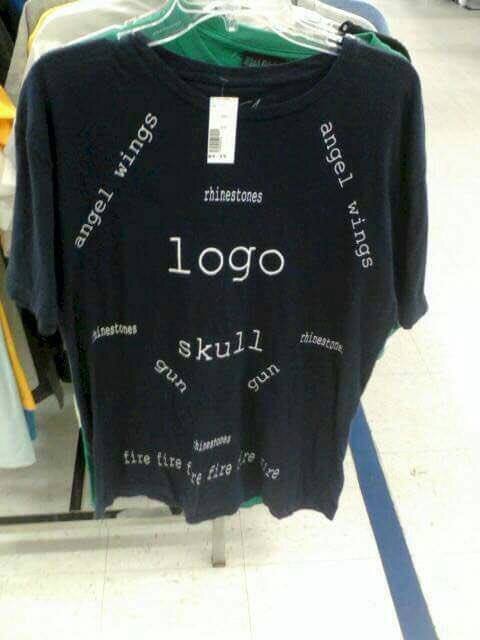 angel wings
angel wings
rhinestones
logo
rhinestones
skull
rhinestones
gun
gun
rhinestones
fire fire fire fire fire fire